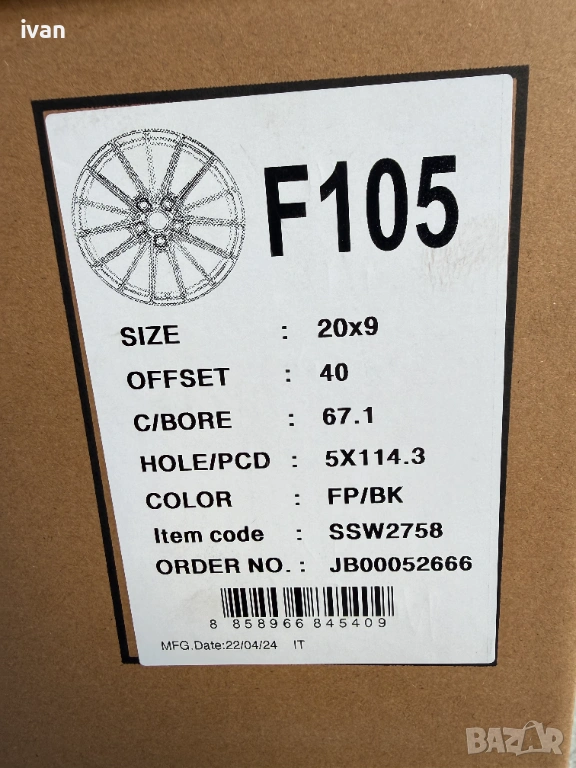 ivan
F105
SIZE : 20x9
OFFSET : 40
C/BORE : 67.1
HOLE/PCD : 5X114.3
COLOR : FP/BK
Item code : SSW2758
ORDER NO. : JB00052666
8 858966 845409
MFG.Date:22/04/24 IT
BAZAR